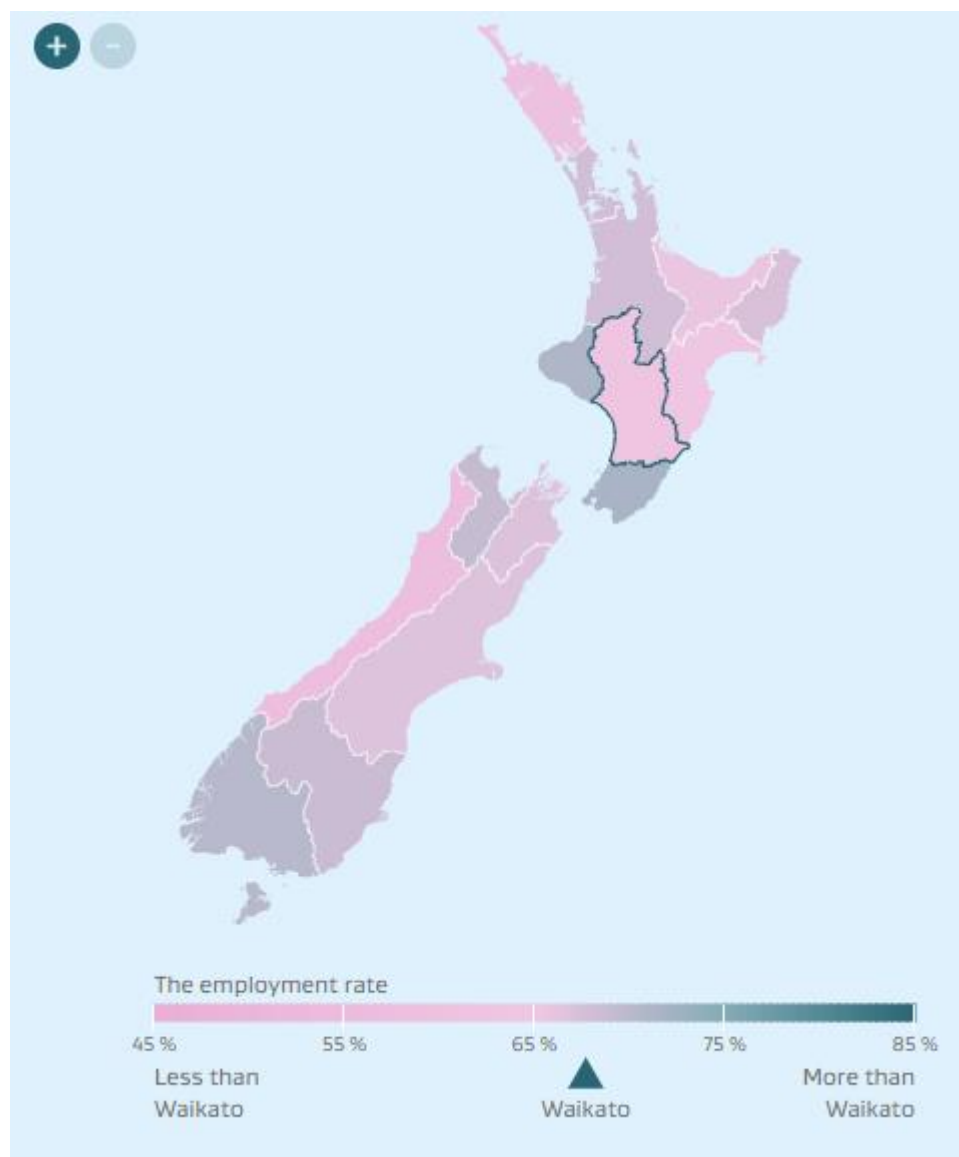 +
-
The employment rate
45 % 55 % 65 % 75 % 85 %
Less than Waikato More than
Waikato Waikato